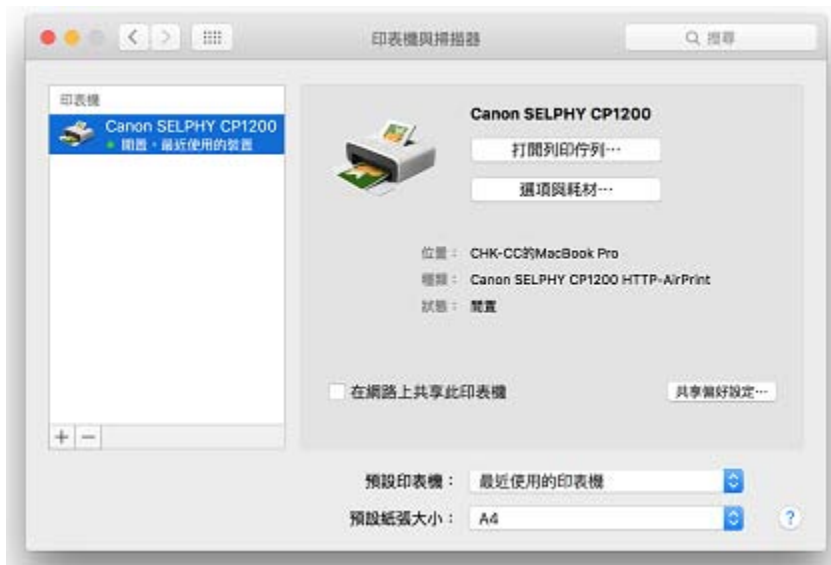 印表機與掃描器
搜尋
印表機
Canon SELPHY CP1200
閒置，最近使用的裝置
Canon SELPHY CP1200
打開列印佇列⋯
選項與耗材⋯
位置：CHK-CC的MacBook Pro
種類：Canon SELPHY CP1200 HTTP-AirPrint
狀態：閒置
在網路上共享此印表機
共享偏好設定⋯
預設印表機：最近使用的印表機
預設紙張大小：A4